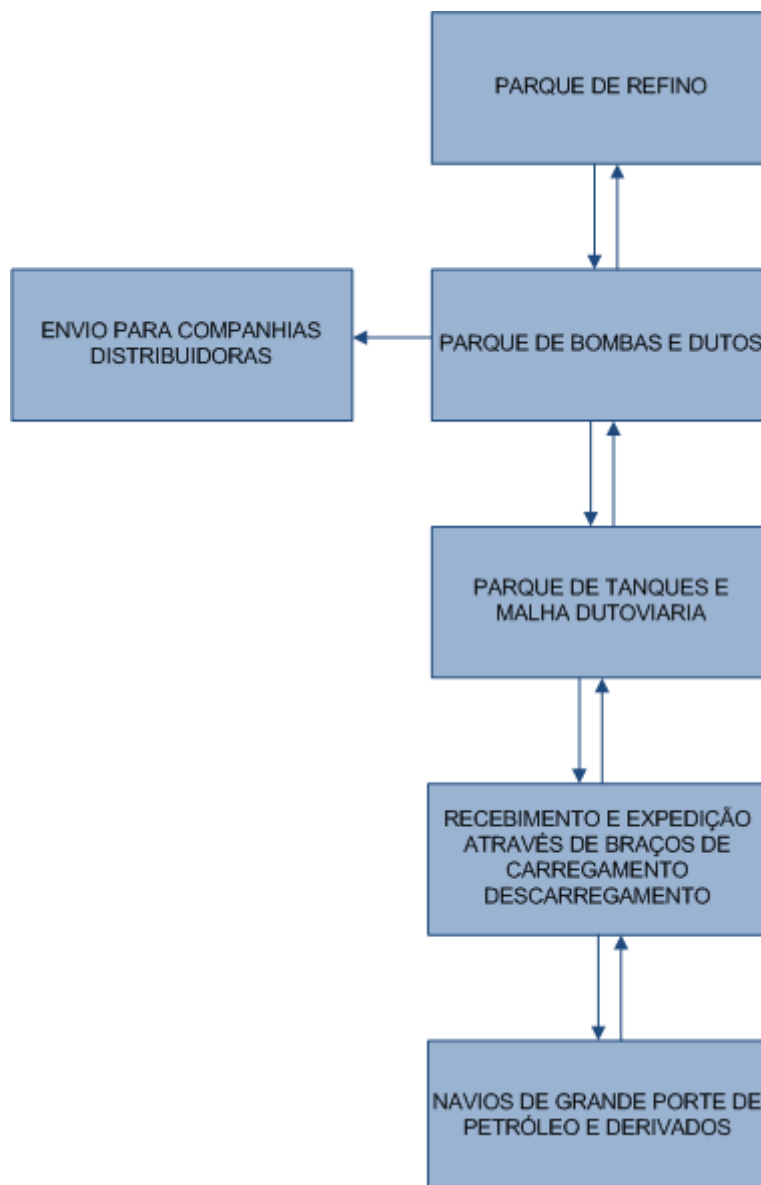 PARQUE DE REFINO
ENVIO PARA COMPANHIAS
DISTRIBUIDORAS
PARQUE DE BOMBAS E DUTOS
PARQUE DE TANQUES E
MALHA DUTOVIARIA
RECEBIMENTO E EXPEDIÇÃO
ATRAVÉS DE BRAÇOS DE
CARREGAMENTO
DESCARREGAMENTO
NAVIOS DE GRANDE PORTE DE
PETRÓLEO E DERIVADOS